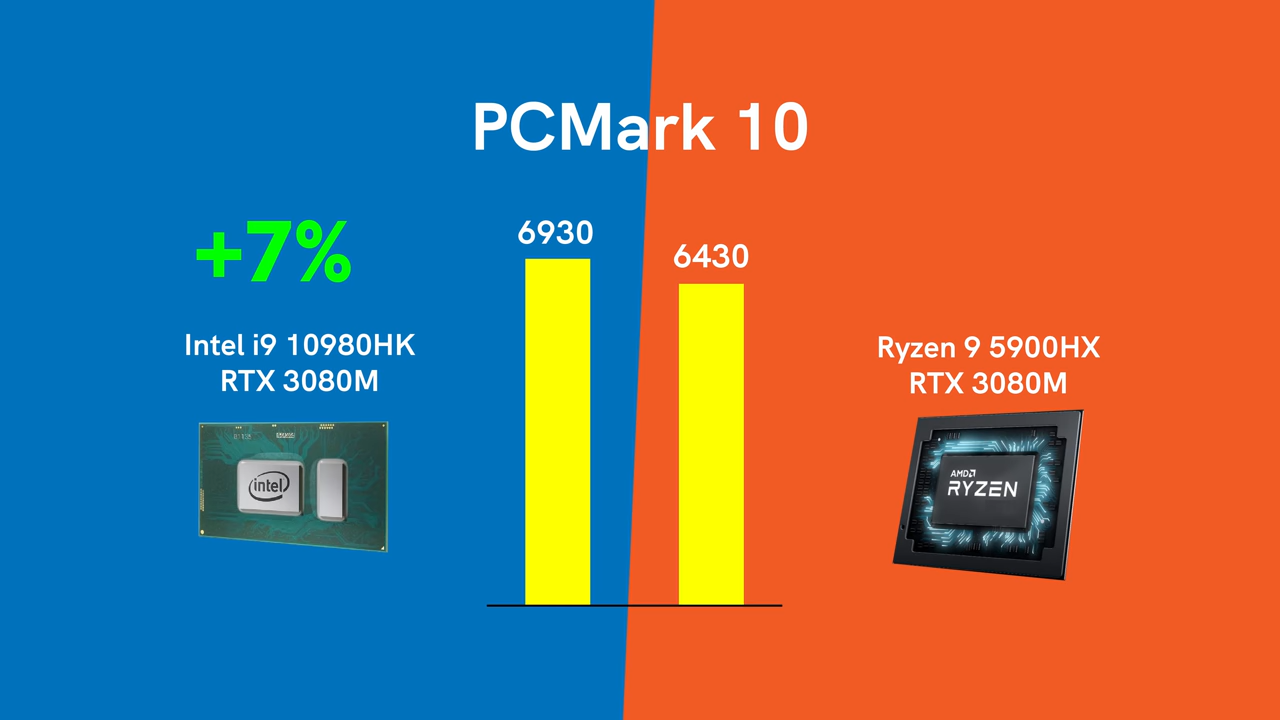 PCMark 10
+7%
6930
6430
Intel i9 10980HK
RTX 3080M
Ryzen 9 5900HX
RTX 3080M
intel
AMD
RYZEN